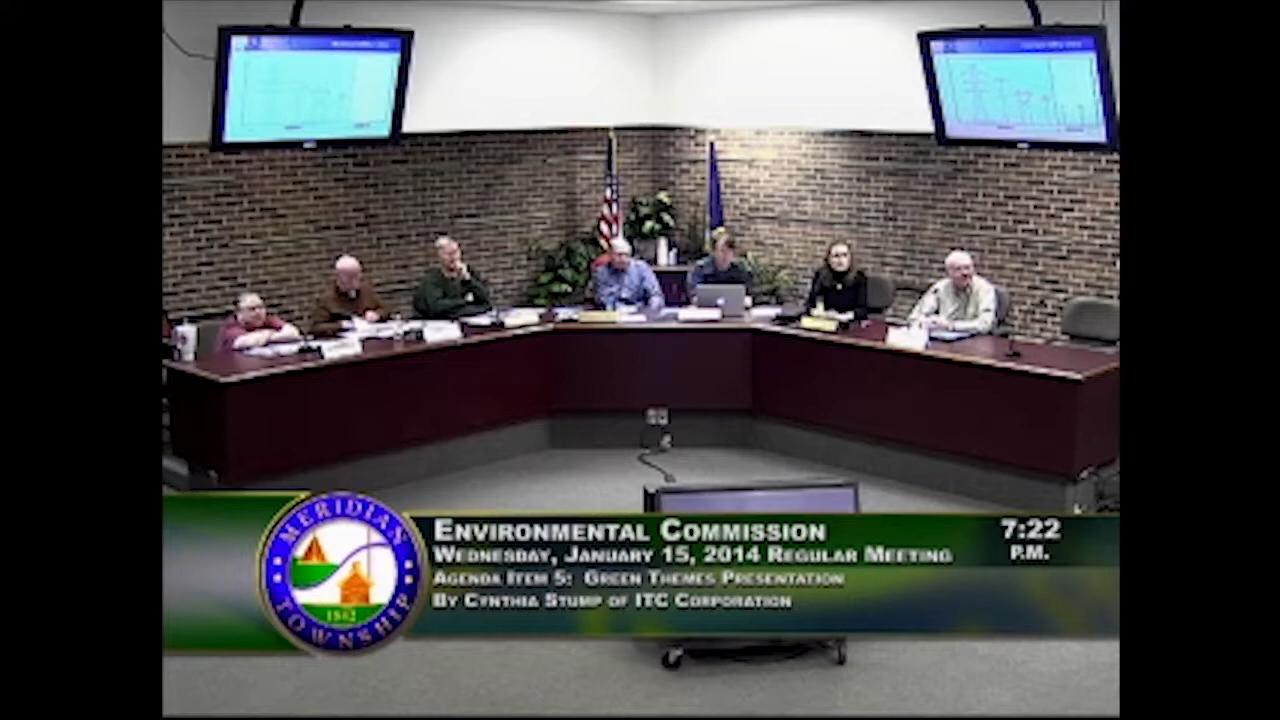 Environmental Commission
Wednesday, January 15, 2014 Regular Meeting
Agenda Item 5: Green Themes Presentation
By Cynthia Stump of ITC Corporation
7:22
P.M.
MERIDIAN
1842
TOWNSHIP